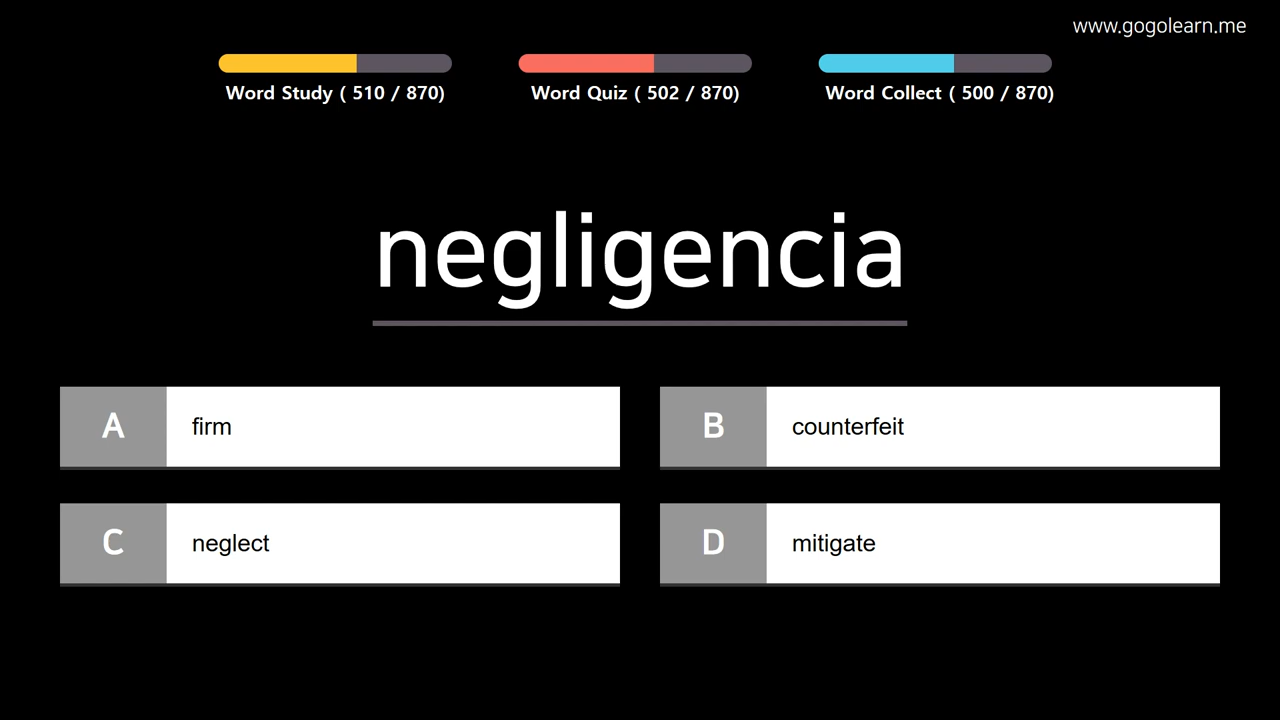 www.gogolearn.me
Word Study ( 510 / 870)
Word Quiz ( 502 / 870)
Word Collect ( 500 / 870)
negligencia
A firm
B counterfeit
C neglect
D mitigate